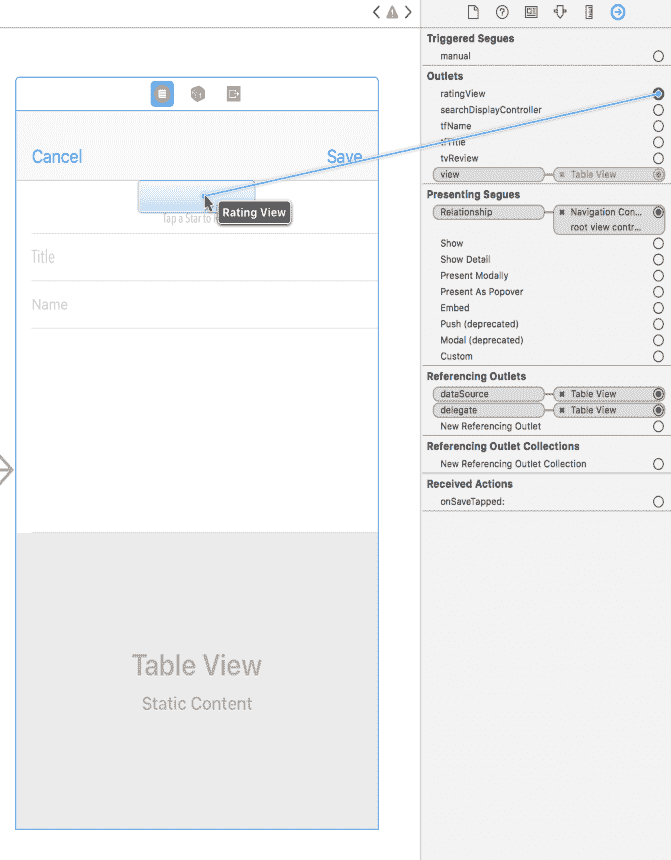 Cancel
Save
Rating View
Tap a Star to
Title
Name
Table View
Static Content
Triggered Segues
manual
Outlets
ratingView
searchDisplayController
tfName
tfTitle
tvReview
view Table View
Presenting Segues
Relationship Navigation Con...
root view contr...
Show
Show Detail
Present Modally
Present As Popover
Embed
Push (deprecated)
Modal (deprecated)
Custom
Referencing Outlets
dataSource Table View
delegate Table View
New Referencing Outlet
Referencing Outlet Collections
New Referencing Outlet Collection
Received Actions
onSaveTapped: